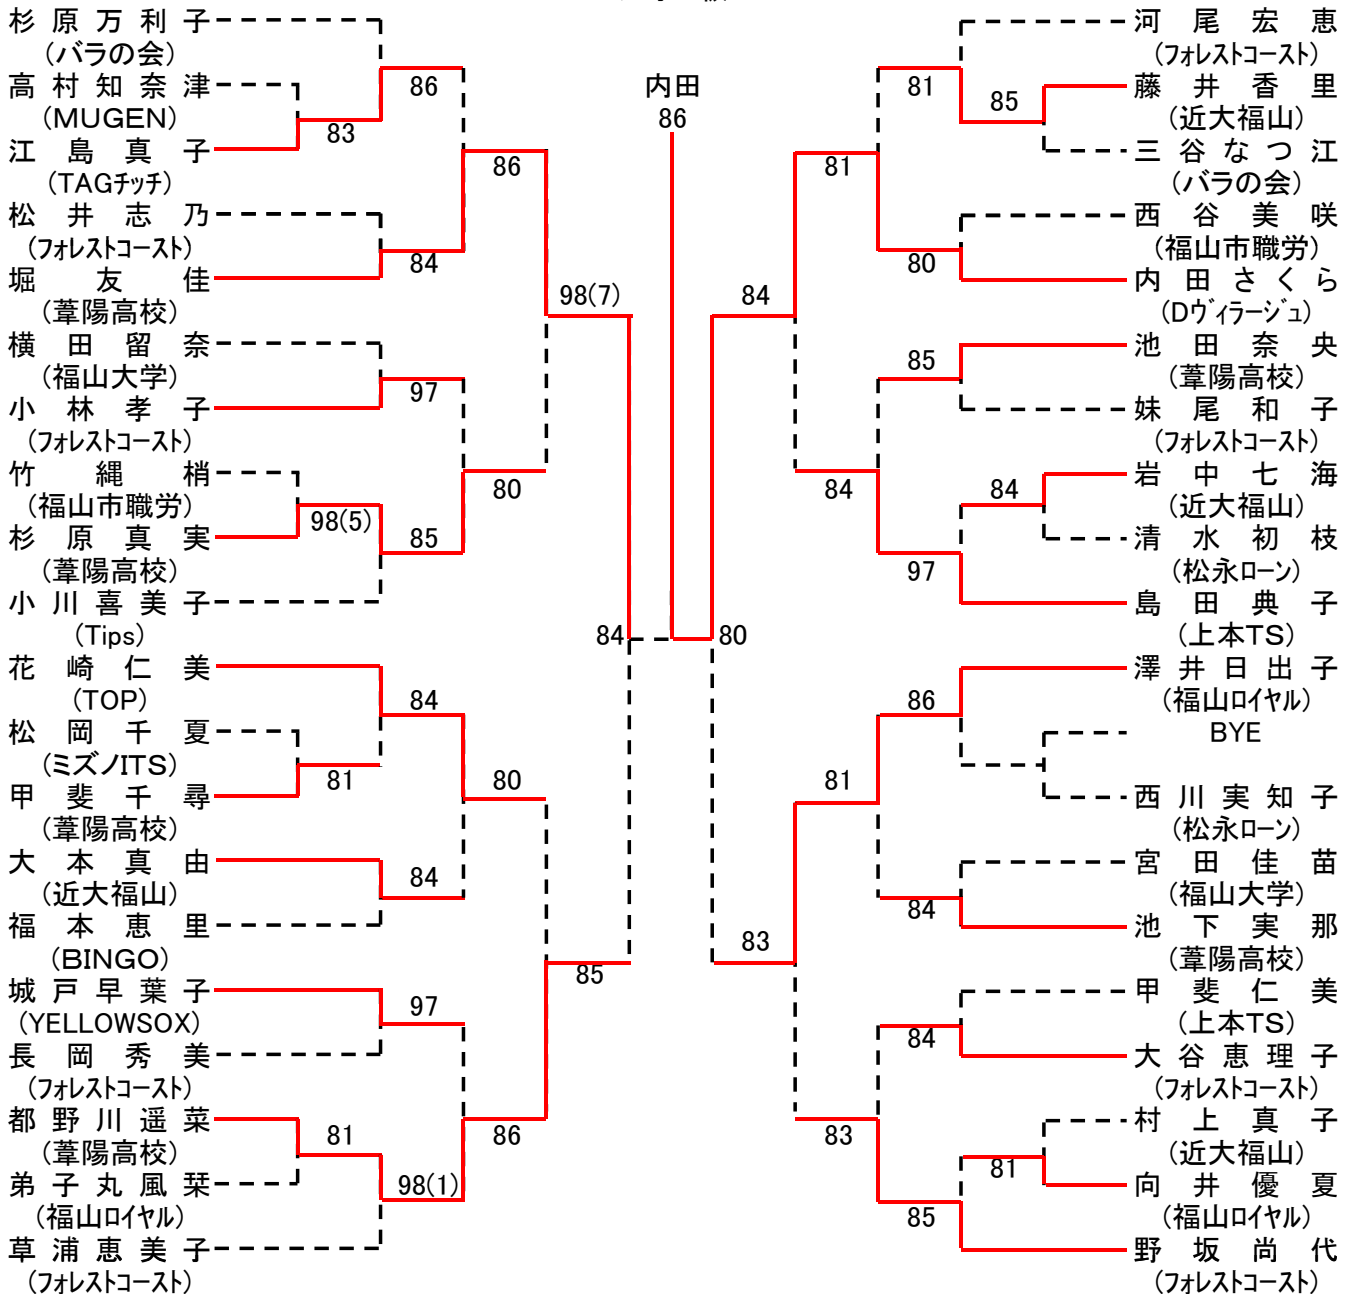 杉原万利子
(バラの会)
高村知奈津
(MUGEN)
江島真子
(TAGチッチ)
松井志乃
(フォレストコースト)
堀友佳
(葦陽高校)
横田留奈
(福山大学)
小林孝子
(フォレストコースト)
竹縄梢
(福山市職労)
杉原真実
(葦陽高校)
小川喜美子
(Tips)
花崎仁美
(TOP)
松岡千夏
(ミズノITS)
甲斐千尋
(葦陽高校)
大本真由
(近大福山)
福本恵里
(BINGO)
城戸早葉子
(YELLOWSOX)
長岡秀美
(フォレストコースト)
都野川遥菜
(葦陽高校)
弟子丸風栞
(福山ロイヤル)
草浦恵美子
(フォレストコースト)
83
98(5)
81
81
86
84
97
85
84
84
97
98(1)
86
80
80
86
98(7)
85
84
内田
86
80
84
83
81
84
81
83
81
80
85
97
86
84
84
85
85
84
81
河尾宏恵
(フォレストコースト)
藤井香里
(近大福山)
三谷なつ江
(バラの会)
西谷美咲
(福山市職労)
内田さくら
(Dヴィラージュ)
池田奈央
(葦陽高校)
妹尾和子
(フォレストコースト)
岩中七海
(近大福山)
清水初枝
(松永ローン)
島田典子
(上本TS)
澤井日出子
(福山ロイヤル)
BYE
西川実知子
(松永ローン)
宮田佳苗
(福山大学)
池下実那
(葦陽高校)
甲斐仁美
(上本TS)
大谷恵理子
(フォレストコースト)
村上真子
(近大福山)
向井優夏
(福山ロイヤル)
野坂尚代
(フォレストコースト)